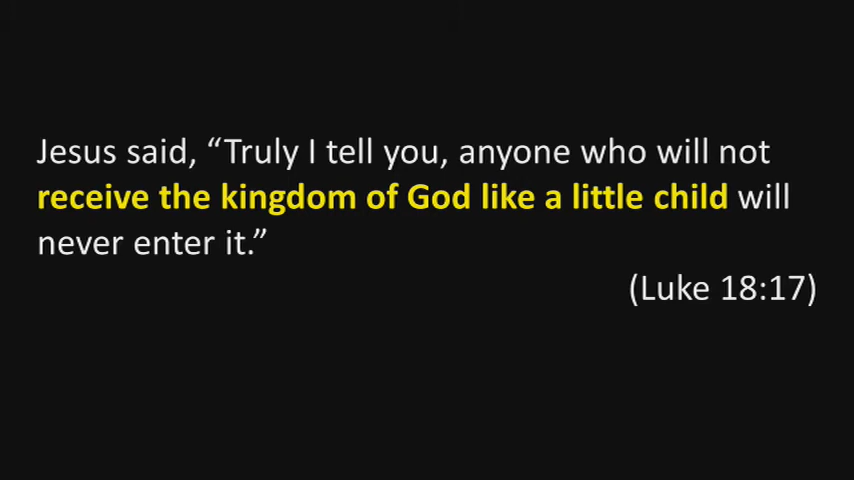 Jesus said, “Truly I tell you, anyone who will not
receive the kingdom of God like a little child will
never enter it.”
(Luke 18:17)